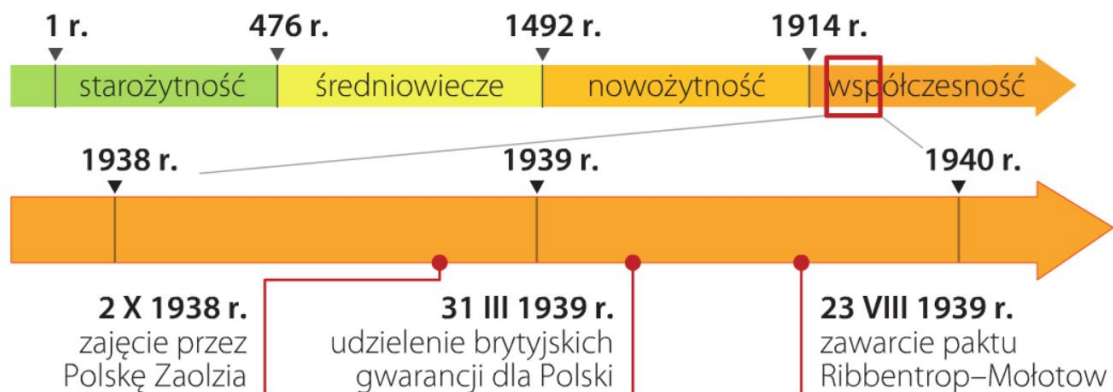 1 r. 476 r. 1492 r. 1914 r.
starożytność średniowiecze nowożytność współczesność
1938 r. 1939 r. 1940 r.
2 X 1938 r.
zajęcie przez
Polskę Zaolzia
31 III 1939 r.
udzielenie brytyjskich
gwarancji dla Polski
23 VIII 1939 r.
zawarcie paktu
Ribbentrop–Mołotow